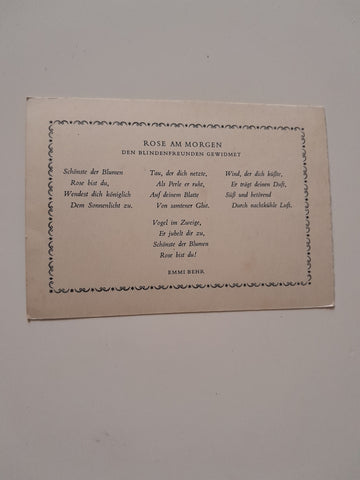 ROSE AM MORGEN
DEN BLINDENFREUNDEN GEWIDMET
Schönste der Blumen
Rose bist du,
Wendest dich königlich
Dem Sonnenlicht zu.
Tau, der dich netzte,
Als Perle er ruht,
Auf deinem Blatte
Von samtener Glut.
Wind, der dich küßte,
Er trägt deinen Duft,
Süß und betörend
Durch nachtkühle Luft.
Vogel im Zweige,
Er jubelt dir zu,
Schönste der Blumen
Rose bist du!
EMMI BEHR